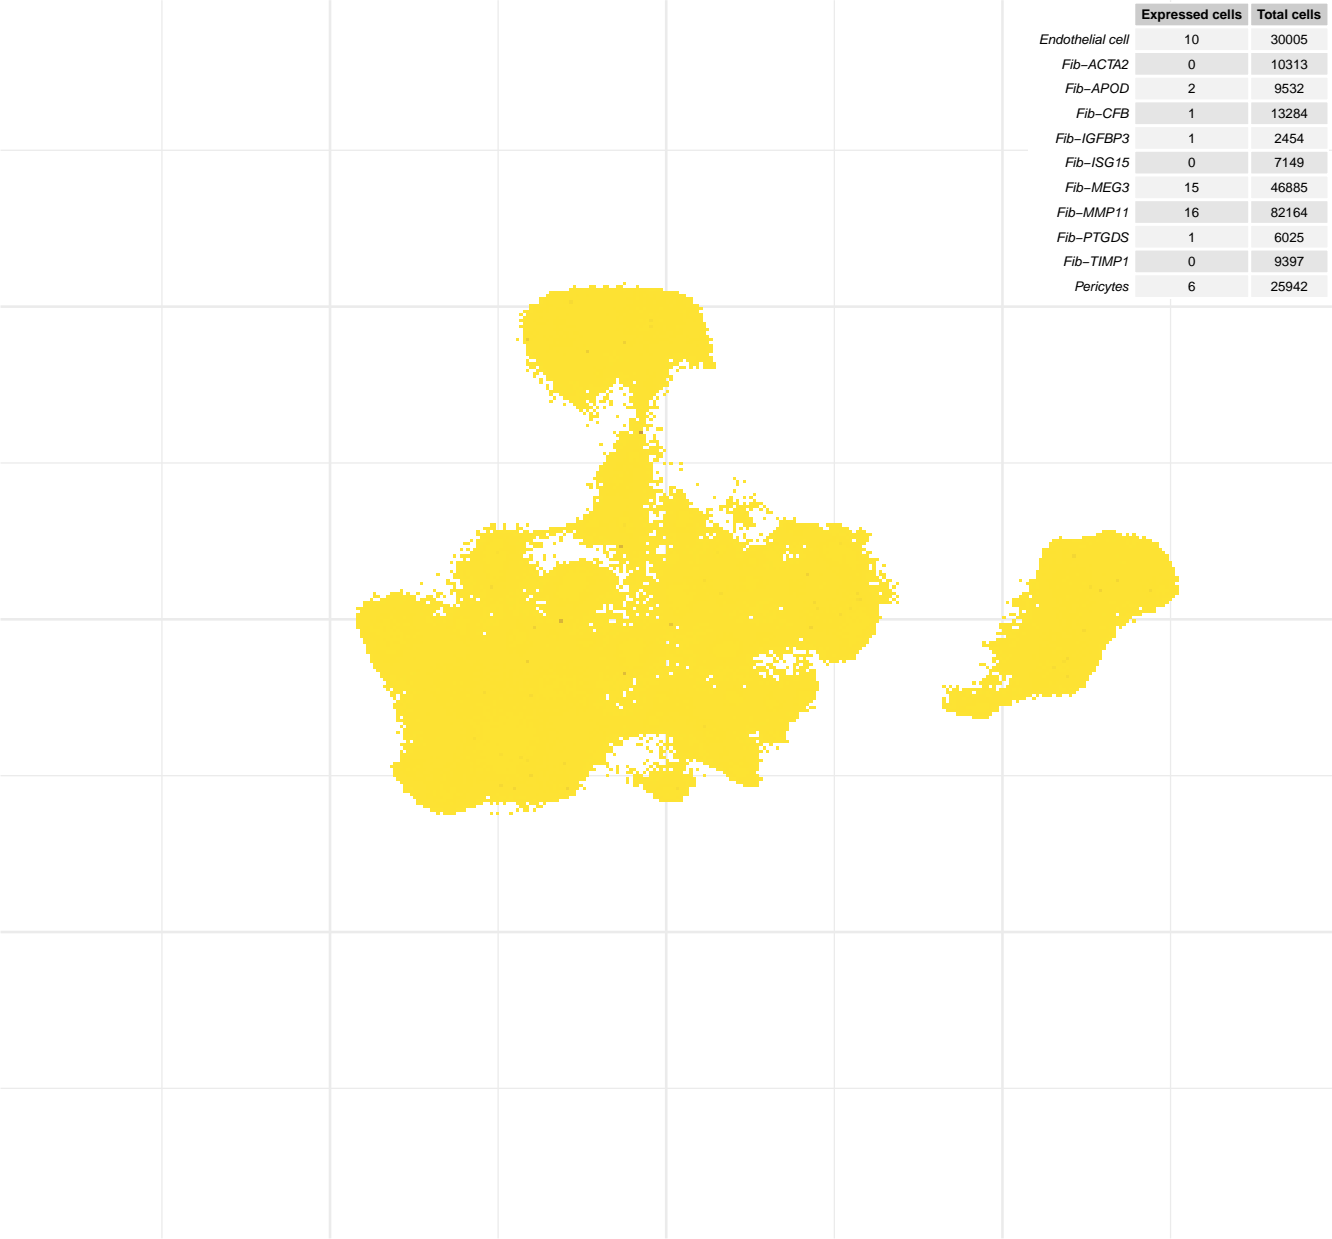 Expressed cells Total cells
Endothelial cell 10 30005
Fib−ACTA2 0 10313
Fib−APOD 2 9532
Fib−CFB 1 13284
Fib−IGFBP3 1 2454
Fib−ISG15 0 7149
Fib−MEG3 15 46885
Fib−MMP11 16 82164
Fib−PTGDS 1 6025
Fib−TIMP1 0 9397
Pericytes 6 25942